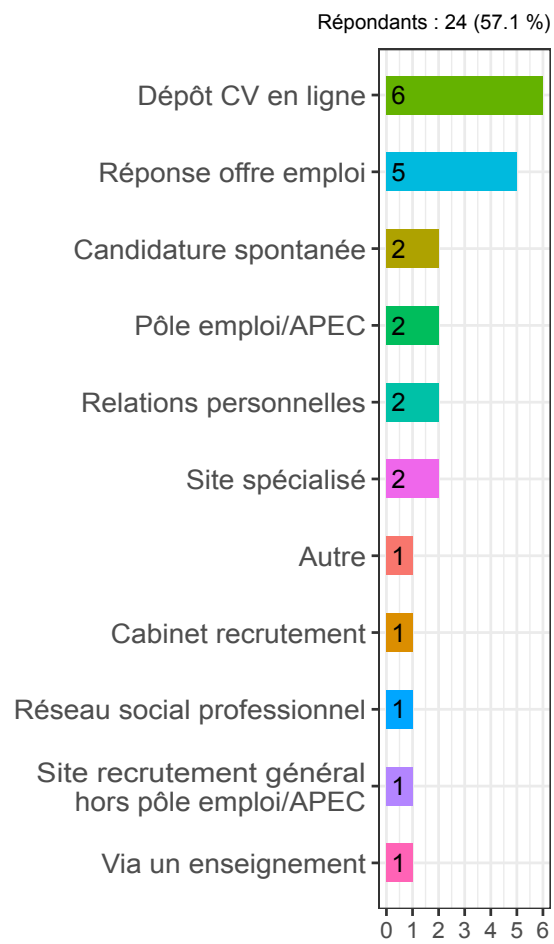 Répondants : 24 (57.1 %)
Dépôt CV en ligne 6
Réponse offre emploi 5
Candidature spontanée 2
Pôle emploi/APEC 2
Relations personnelles 2
Site spécialisé 2
Autre 1
Cabinet recrutement 1
Réseau social professionnel 1
Site recrutement général
hors pôle emploi/APEC 1
Via un enseignement 1
0 1 2 3 4 5 6